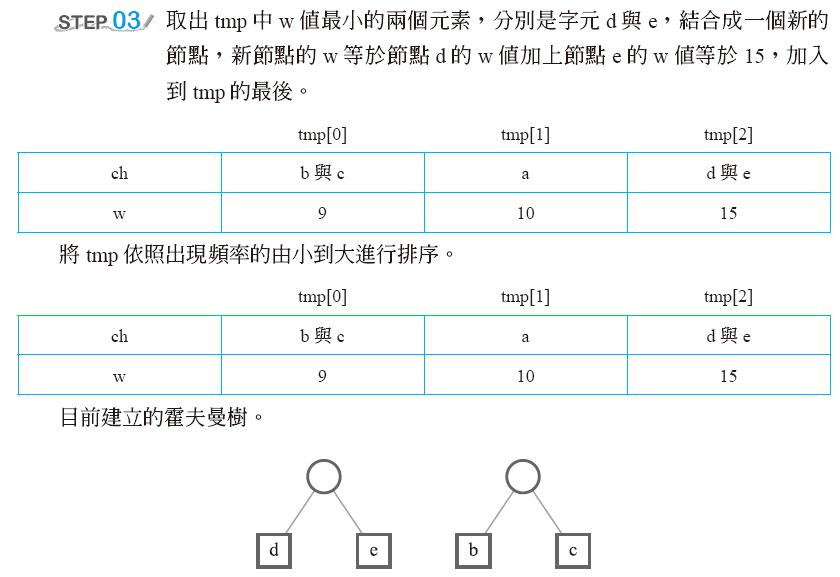 STEP 03 取出 tmp 中 w 值最小的兩個元素，分別是字元 d 與 e，結合成一個新的
節點，新節點的 w 等於節點 d 的 w 值加上節點 e 的 w 值等於 15，加入
到 tmp 的最後。
tmp[0] tmp[1] tmp[2]
ch b 與 c a d 與 e
w 9 10 15
將 tmp 依照出現頻率的由小到大進行排序。
tmp[0] tmp[1] tmp[2]
ch b 與 c a d 與 e
w 9 10 15
目前建立的霍夫曼樹。
d e b c